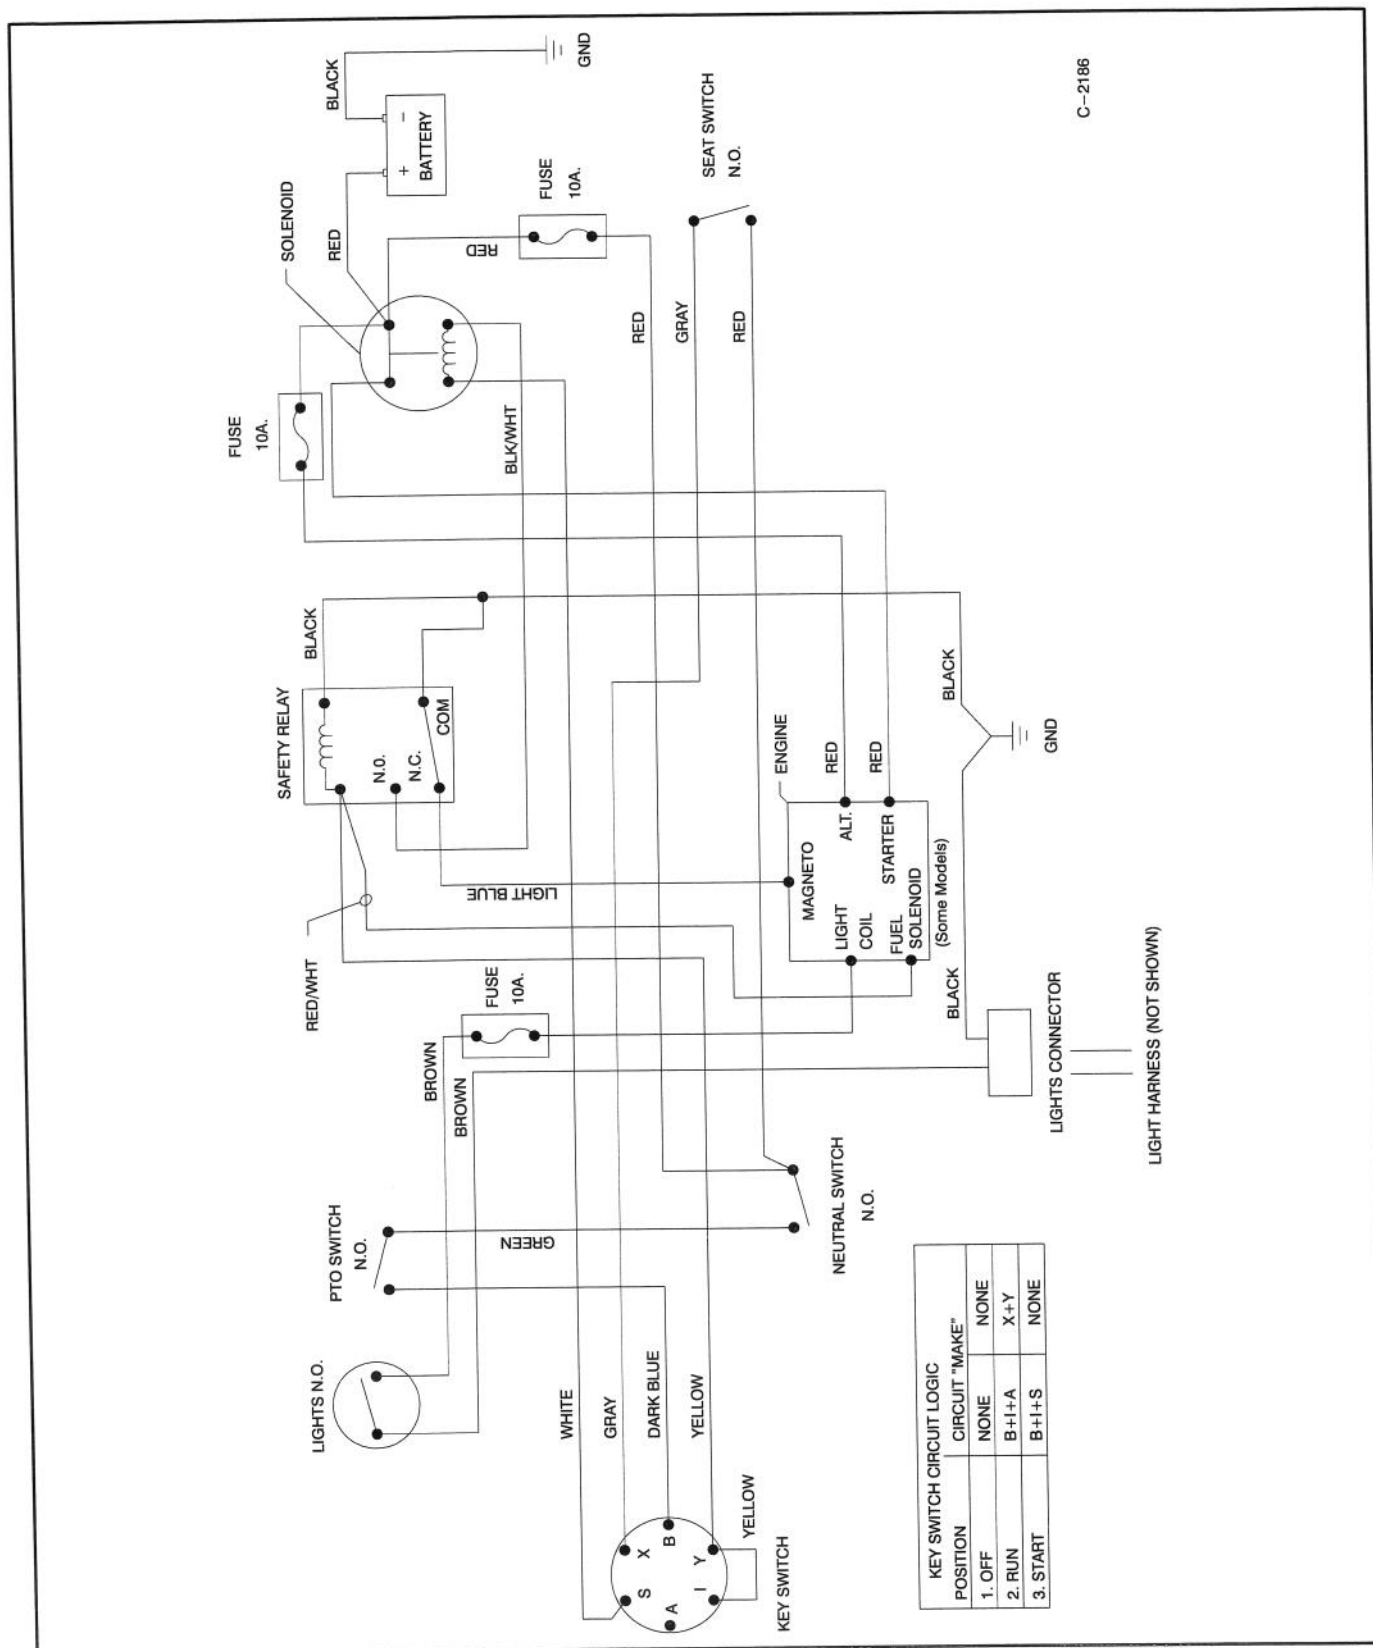 BLACK
GND
BATTERY
+
−
SOLENOID
RED
FUSE
10A.
RED
FUSE
10A.
SEAT SWITCH
N.O.
C-2186
BLK/WHT
RED
GRAY
RED
BLACK
SAFETY RELAY
N.O.
N.C.
COM
RED/WHT
LIGHT BLUE
ENGINE
RED
RED
MAGNETO
ALT.
STARTER
LIGHT
COIL
FUEL
SOLENOID
(Some Models)
BLACK
GND
BLACK
FUSE
10A.
BROWN
BROWN
LIGHTS CONNECTOR
LIGHT HARNESS (NOT SHOWN)
PTO SWITCH
N.O.
GREEN
NEUTRAL SWITCH
N.O.
LIGHTS N.O.
WHITE
GRAY
DARK BLUE
YELLOW
S
X
A
B
I
Y
YELLOW
KEY SWITCH
KEY SWITCH CIRCUIT LOGIC
POSITION CIRCUIT "MAKE"
1. OFF NONE NONE
2. RUN B+I+A X+Y
3. START B+I+S NONE